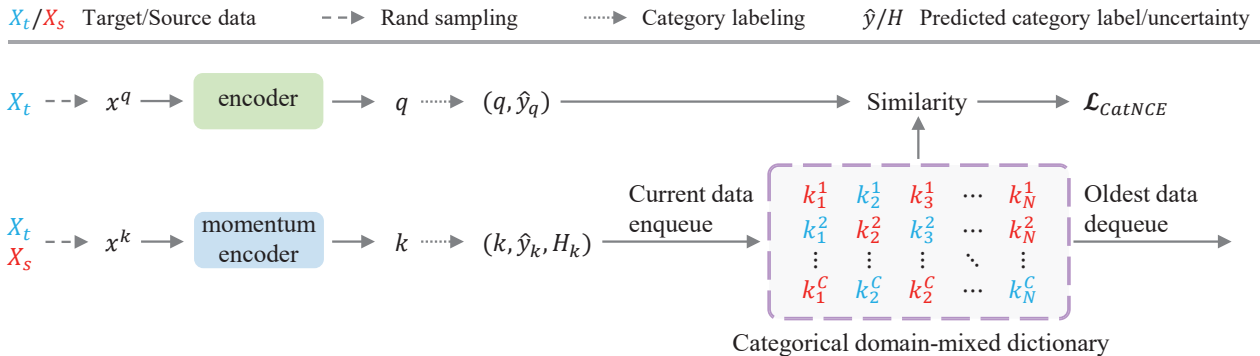 X_t/X_s Target/Source data Rand sampling Category labeling ŷ/H Predicted category label/uncertainty
X_t x^q encoder q (q, ŷ_q) Similarity 𝓛_CatNCE
X_t
X_s
x^k
momentum
encoder
k
(k, ŷ_k, H_k)
Current data
enqueue
k_1^1 k_2^1 k_3^1 ⋯ k_N^1
k_1^2 k_2^2 k_3^2 ⋯ k_N^2
⋮ ⋮ ⋮ ⋱ ⋮
k_1^C k_2^C k_2^C ⋯ k_N^C
Oldest data
dequeue
Categorical domain-mixed dictionary